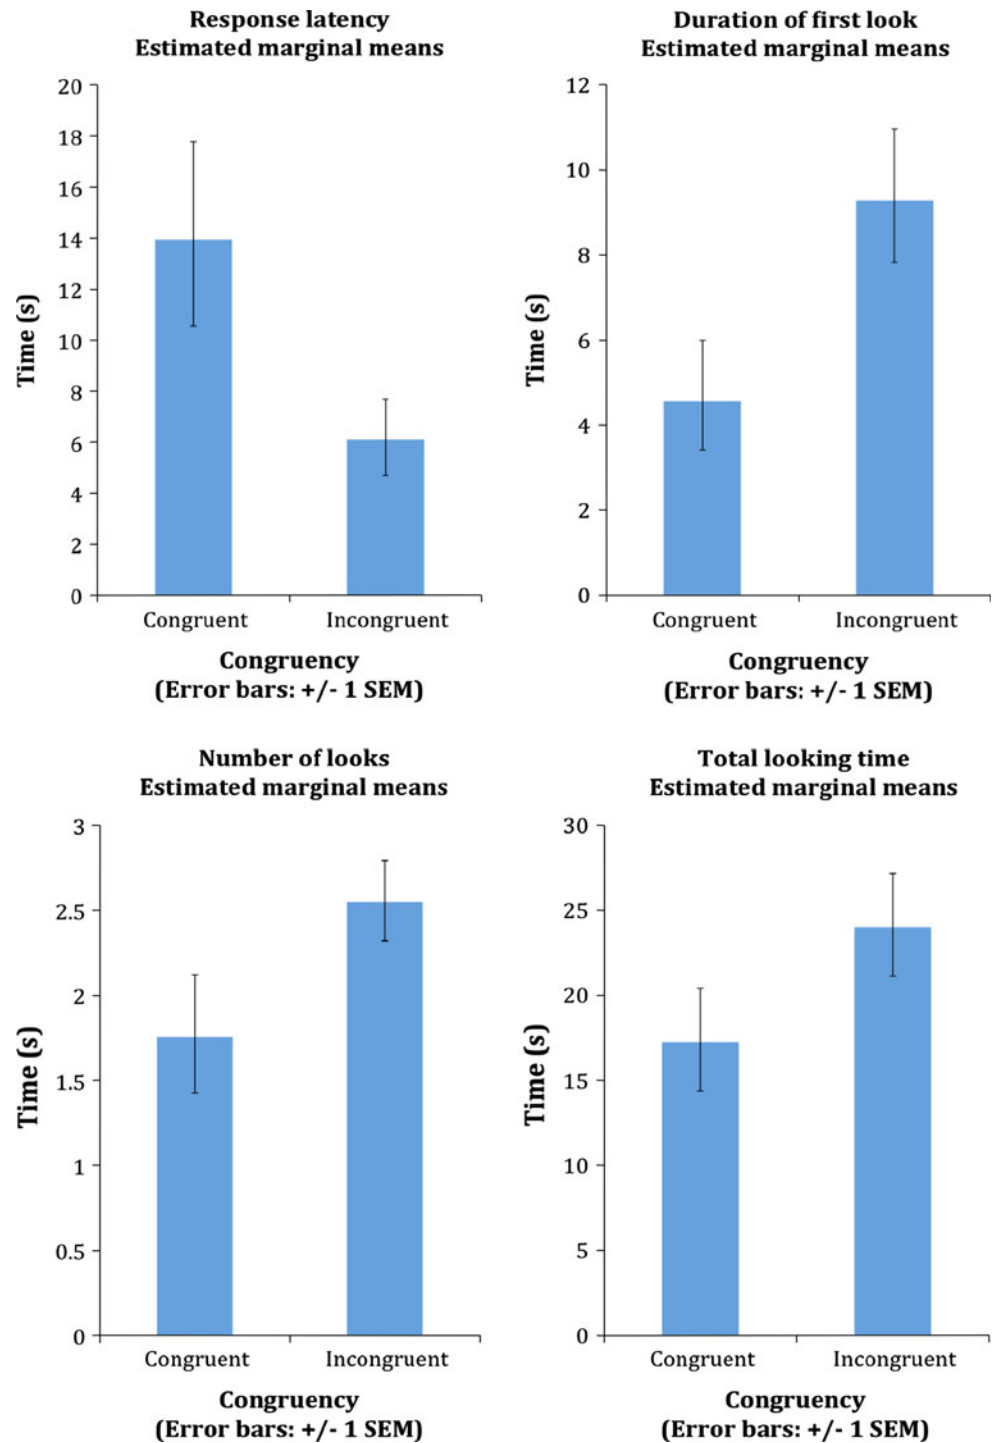 Response latency
Estimated marginal means
20
18
16
14
12
10
8
6
4
2
0
Time (s)
Congruent
Incongruent
Congruency
(Error bars: +/- 1 SEM)
Duration of first look
Estimated marginal means
12
10
8
6
4
2
0
Time (s)
Congruent
Incongruent
Congruency
(Error bars: +/- 1 SEM)
Number of looks
Estimated marginal means
3
2.5
2
1.5
1
0.5
0
Time (s)
Congruent
Incongruent
Congruency
(Error bars: +/- 1 SEM)
Total looking time
Estimated marginal means
30
25
20
15
10
5
0
Time (s)
Congruent
Incongruent
Congruency
(Error bars: +/- 1 SEM)